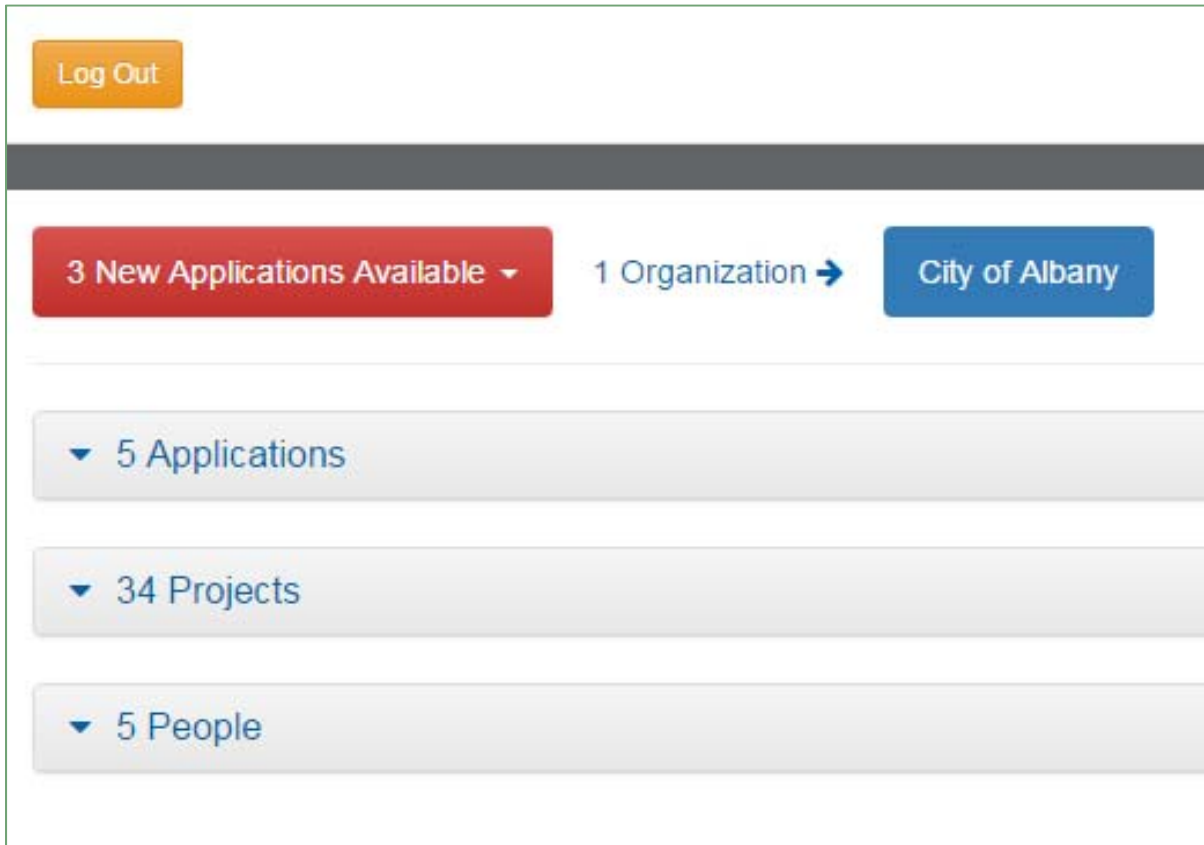 Log Out
3 New Applications Available
1 Organization
City of Albany
5 Applications
34 Projects
5 People